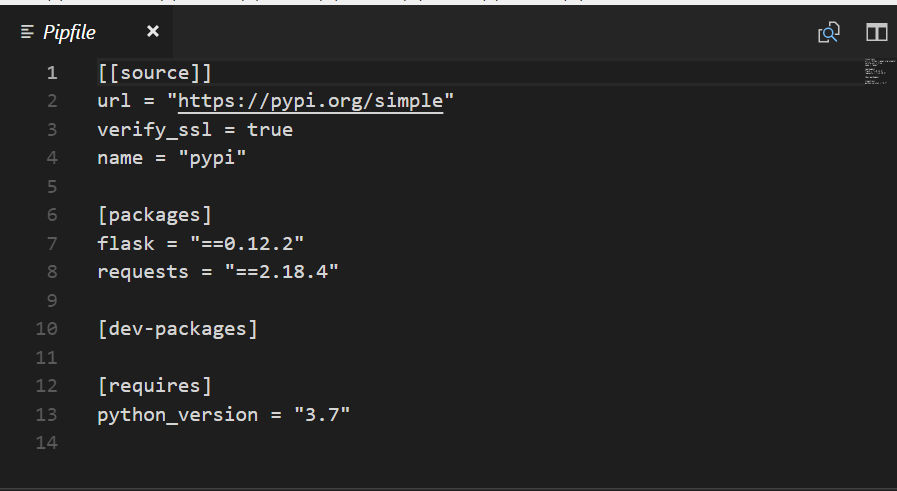 Pipfile
1 [[source]]
2 url = "https://pypi.org/simple"
3 verify_ssl = true
4 name = "pypi"
5
6 [packages]
7 flask = "==0.12.2"
8 requests = "==2.18.4"
9
10 [dev-packages]
11
12 [requires]
13 python_version = "3.7"
14